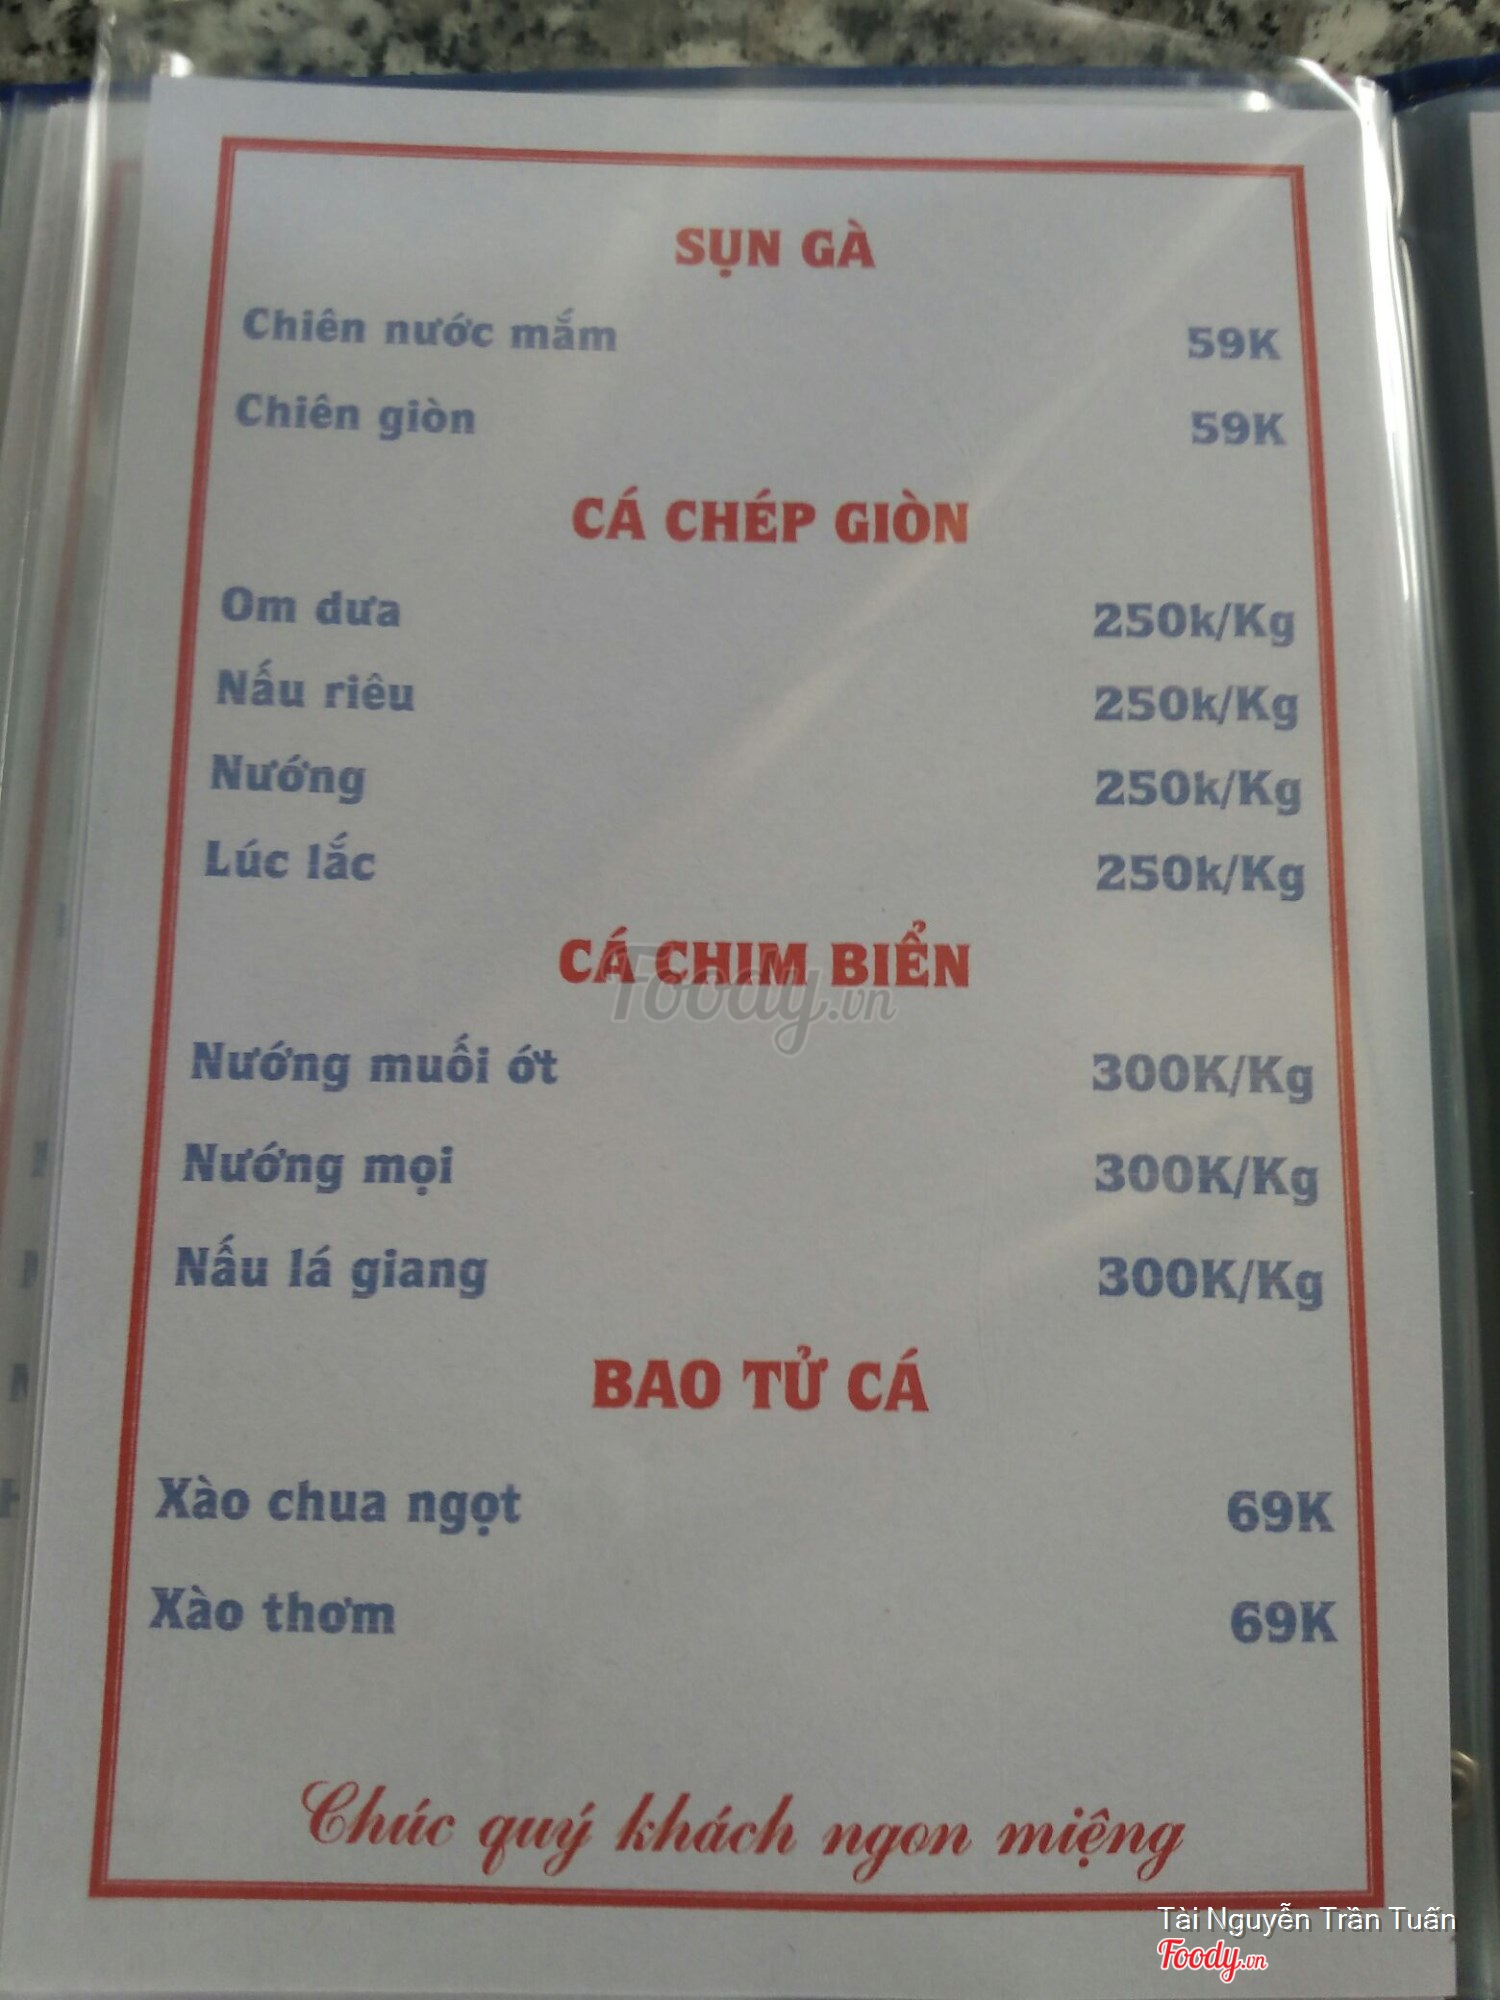 SỤN GÀ
Chiên nước mắm 59K
Chiên giòn 59K
CÁ CHÉP GIÒN
Om dưa 250k/Kg
Nấu riêu 250k/Kg
Nướng 250k/Kg
Lúc lắc 250k/Kg
CÁ CHIM BIỂN
Foody.vn
Nướng muối ớt 300K/Kg
Nướng mọi 300K/Kg
Nấu lá giang 300K/Kg
BAO TỬ CÁ
Xào chua ngọt 69K
Xào thơm 69K
Chúc quý khách ngon miệng
Tài Nguyễn Trần Tuấn
Foody.vn